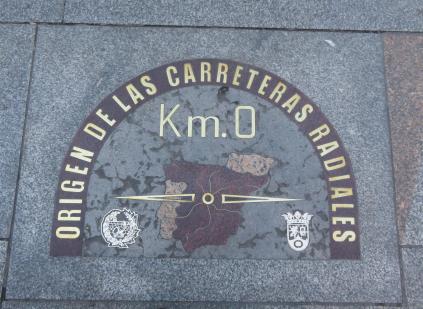 ORIGEN DE LAS CARRETERAS RADIALES
Km.0